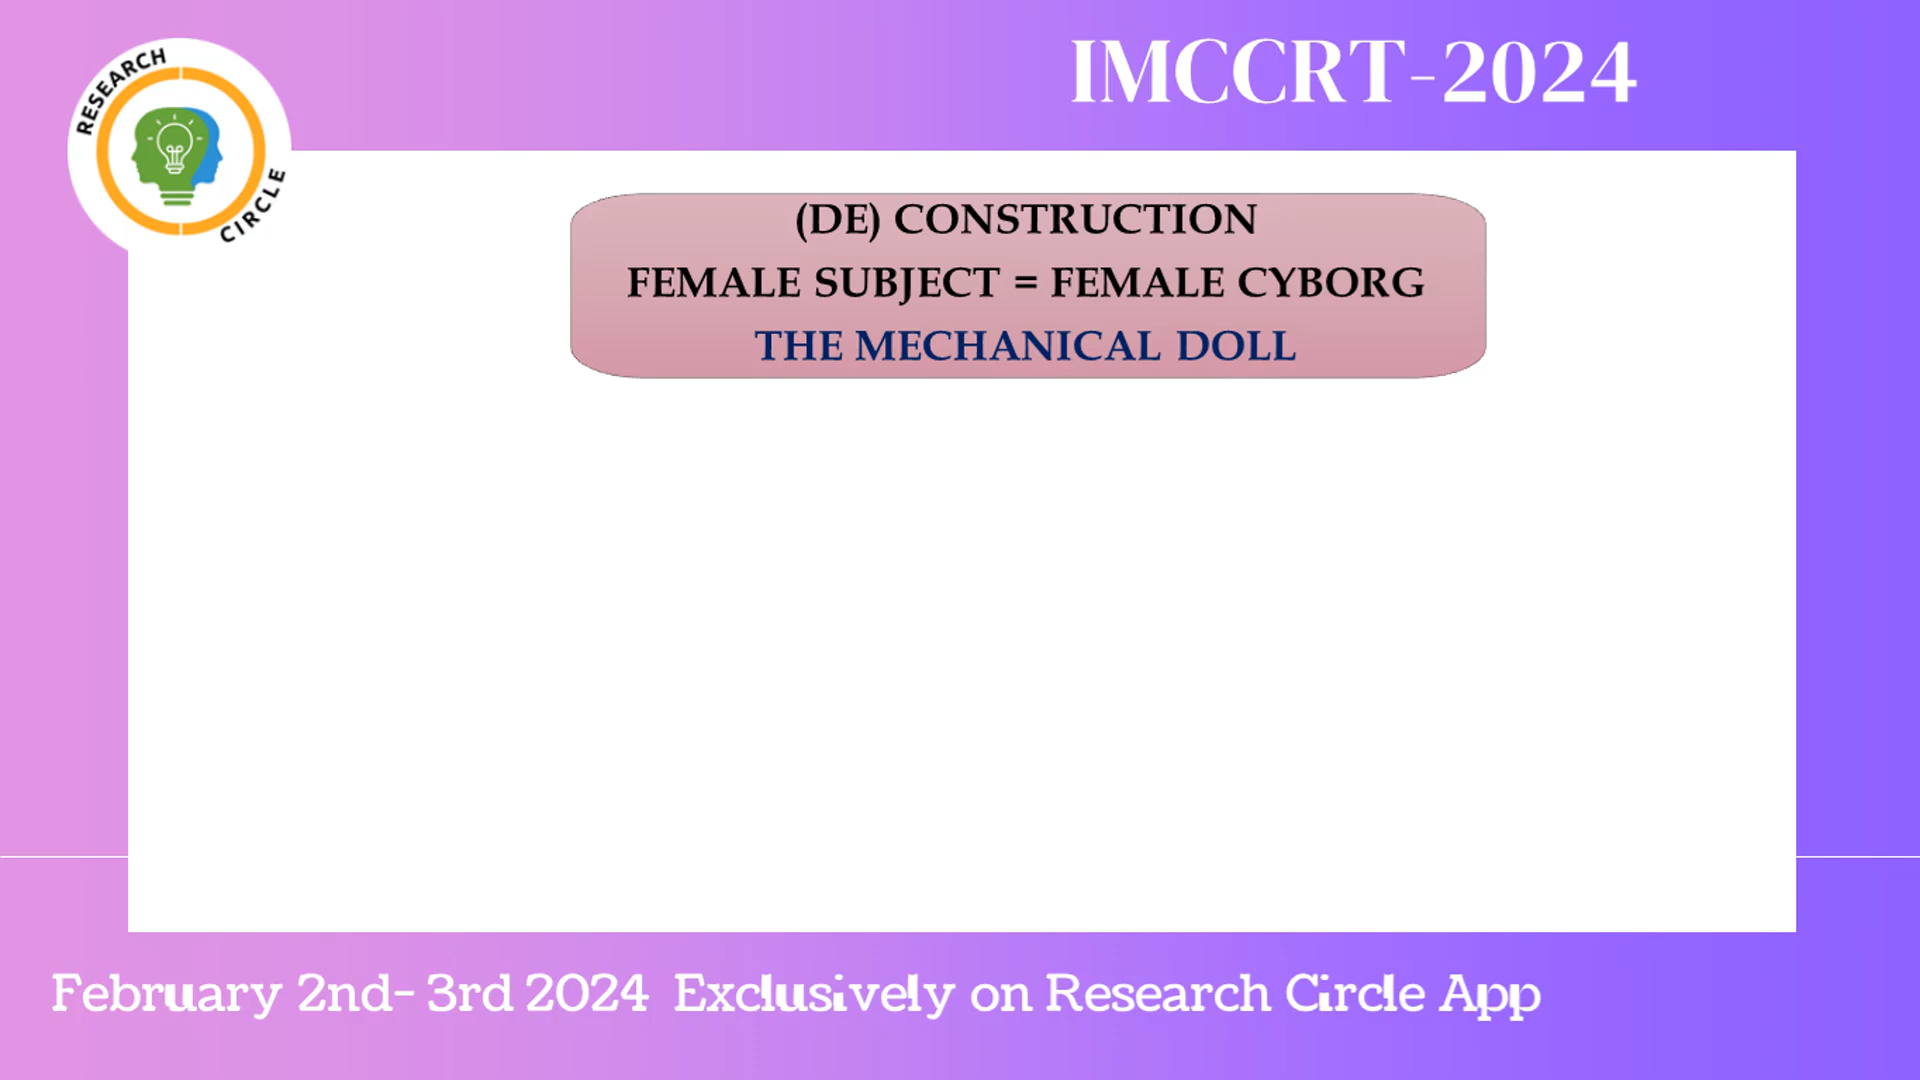 RESEARCH
CIRCLE
IMCCRT-2024
(DE) CONSTRUCTION
FEMALE SUBJECT = FEMALE CYBORG
THE MECHANICAL DOLL
February 2nd- 3rd 2024 Exclusively on Research Circle App